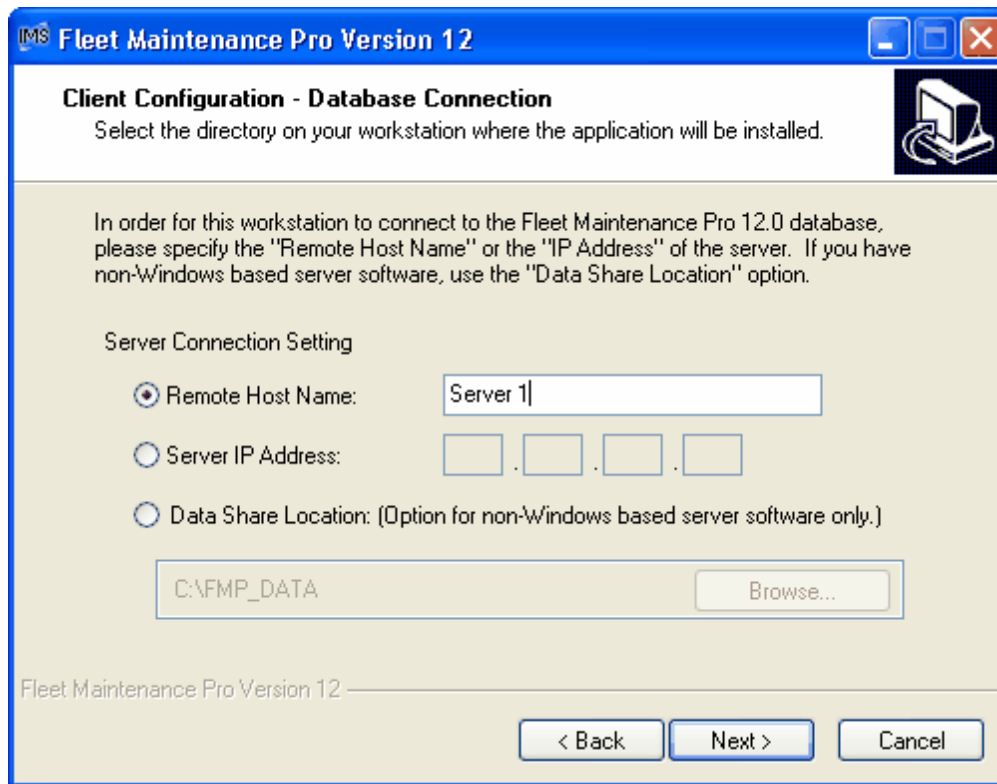 IMS Fleet Maintenance Pro Version 12
Client Configuration - Database Connection
Select the directory on your workstation where the application will be installed.
In order for this workstation to connect to the Fleet Maintenance Pro 12.0 database,
please specify the "Remote Host Name" or the "IP Address" of the server. If you have
non-Windows based server software, use the "Data Share Location" option.
Server Connection Setting
Remote Host Name: Server 1
Server IP Address: . . .
Data Share Location: (Option for non-Windows based server software only.)
C:\FMP_DATA Browse...
Fleet Maintenance Pro Version 12
< Back Next > Cancel